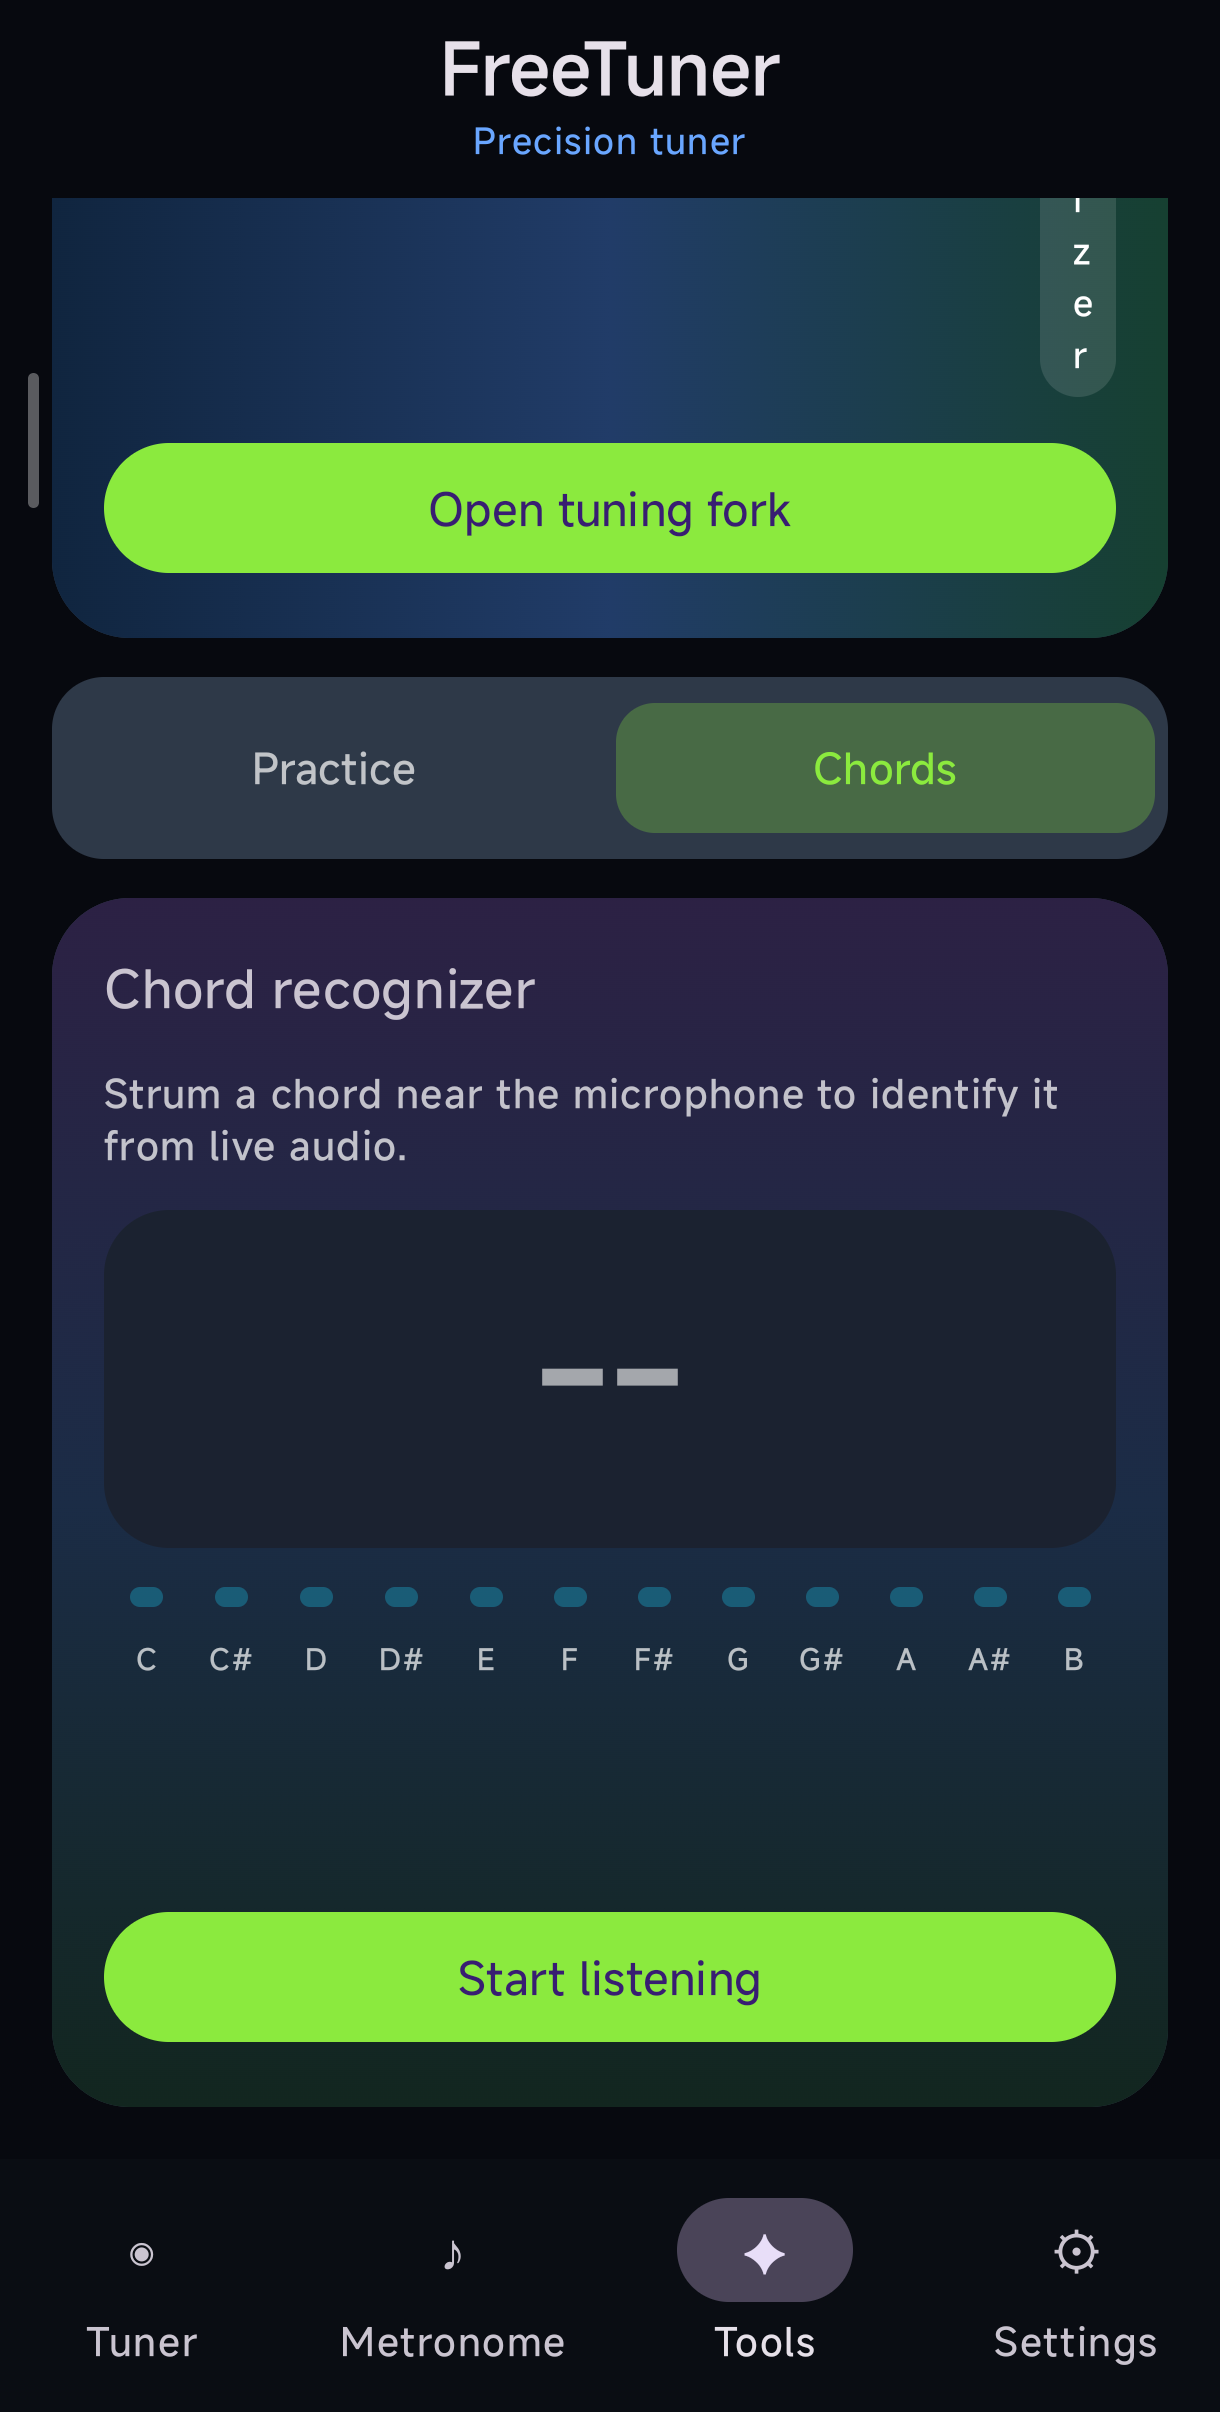 FreeTuner
Precision tuner
z
e
r
Open tuning fork
Practice
Chords
Chord recognizer
Strum a chord near the microphone to identify it
from live audio.
--
C C# D D# E F F# G G# A A# B
Start listening
Tuner
Metronome
Tools
Settings